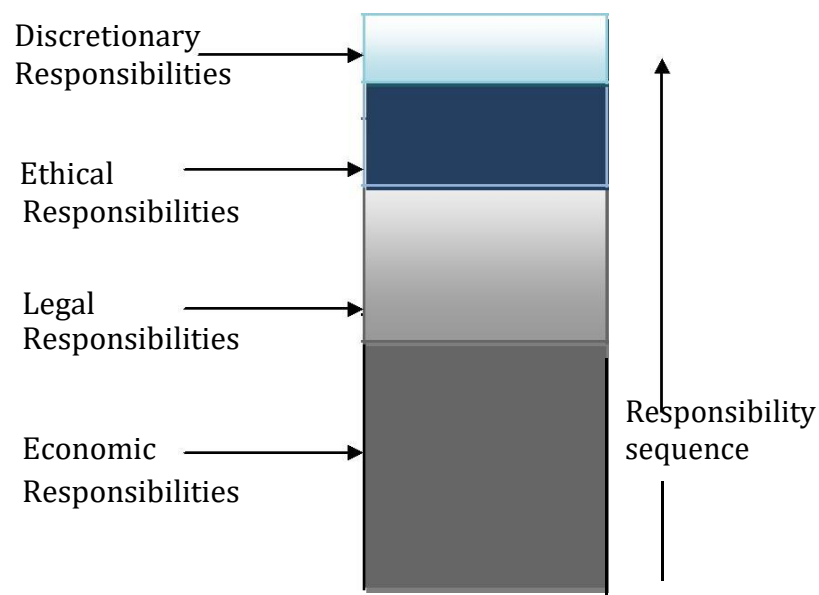 Discretionary
Responsibilities
Ethical
Responsibilities
Legal
Responsibilities
Economic
Responsibilities
Responsibility
sequence